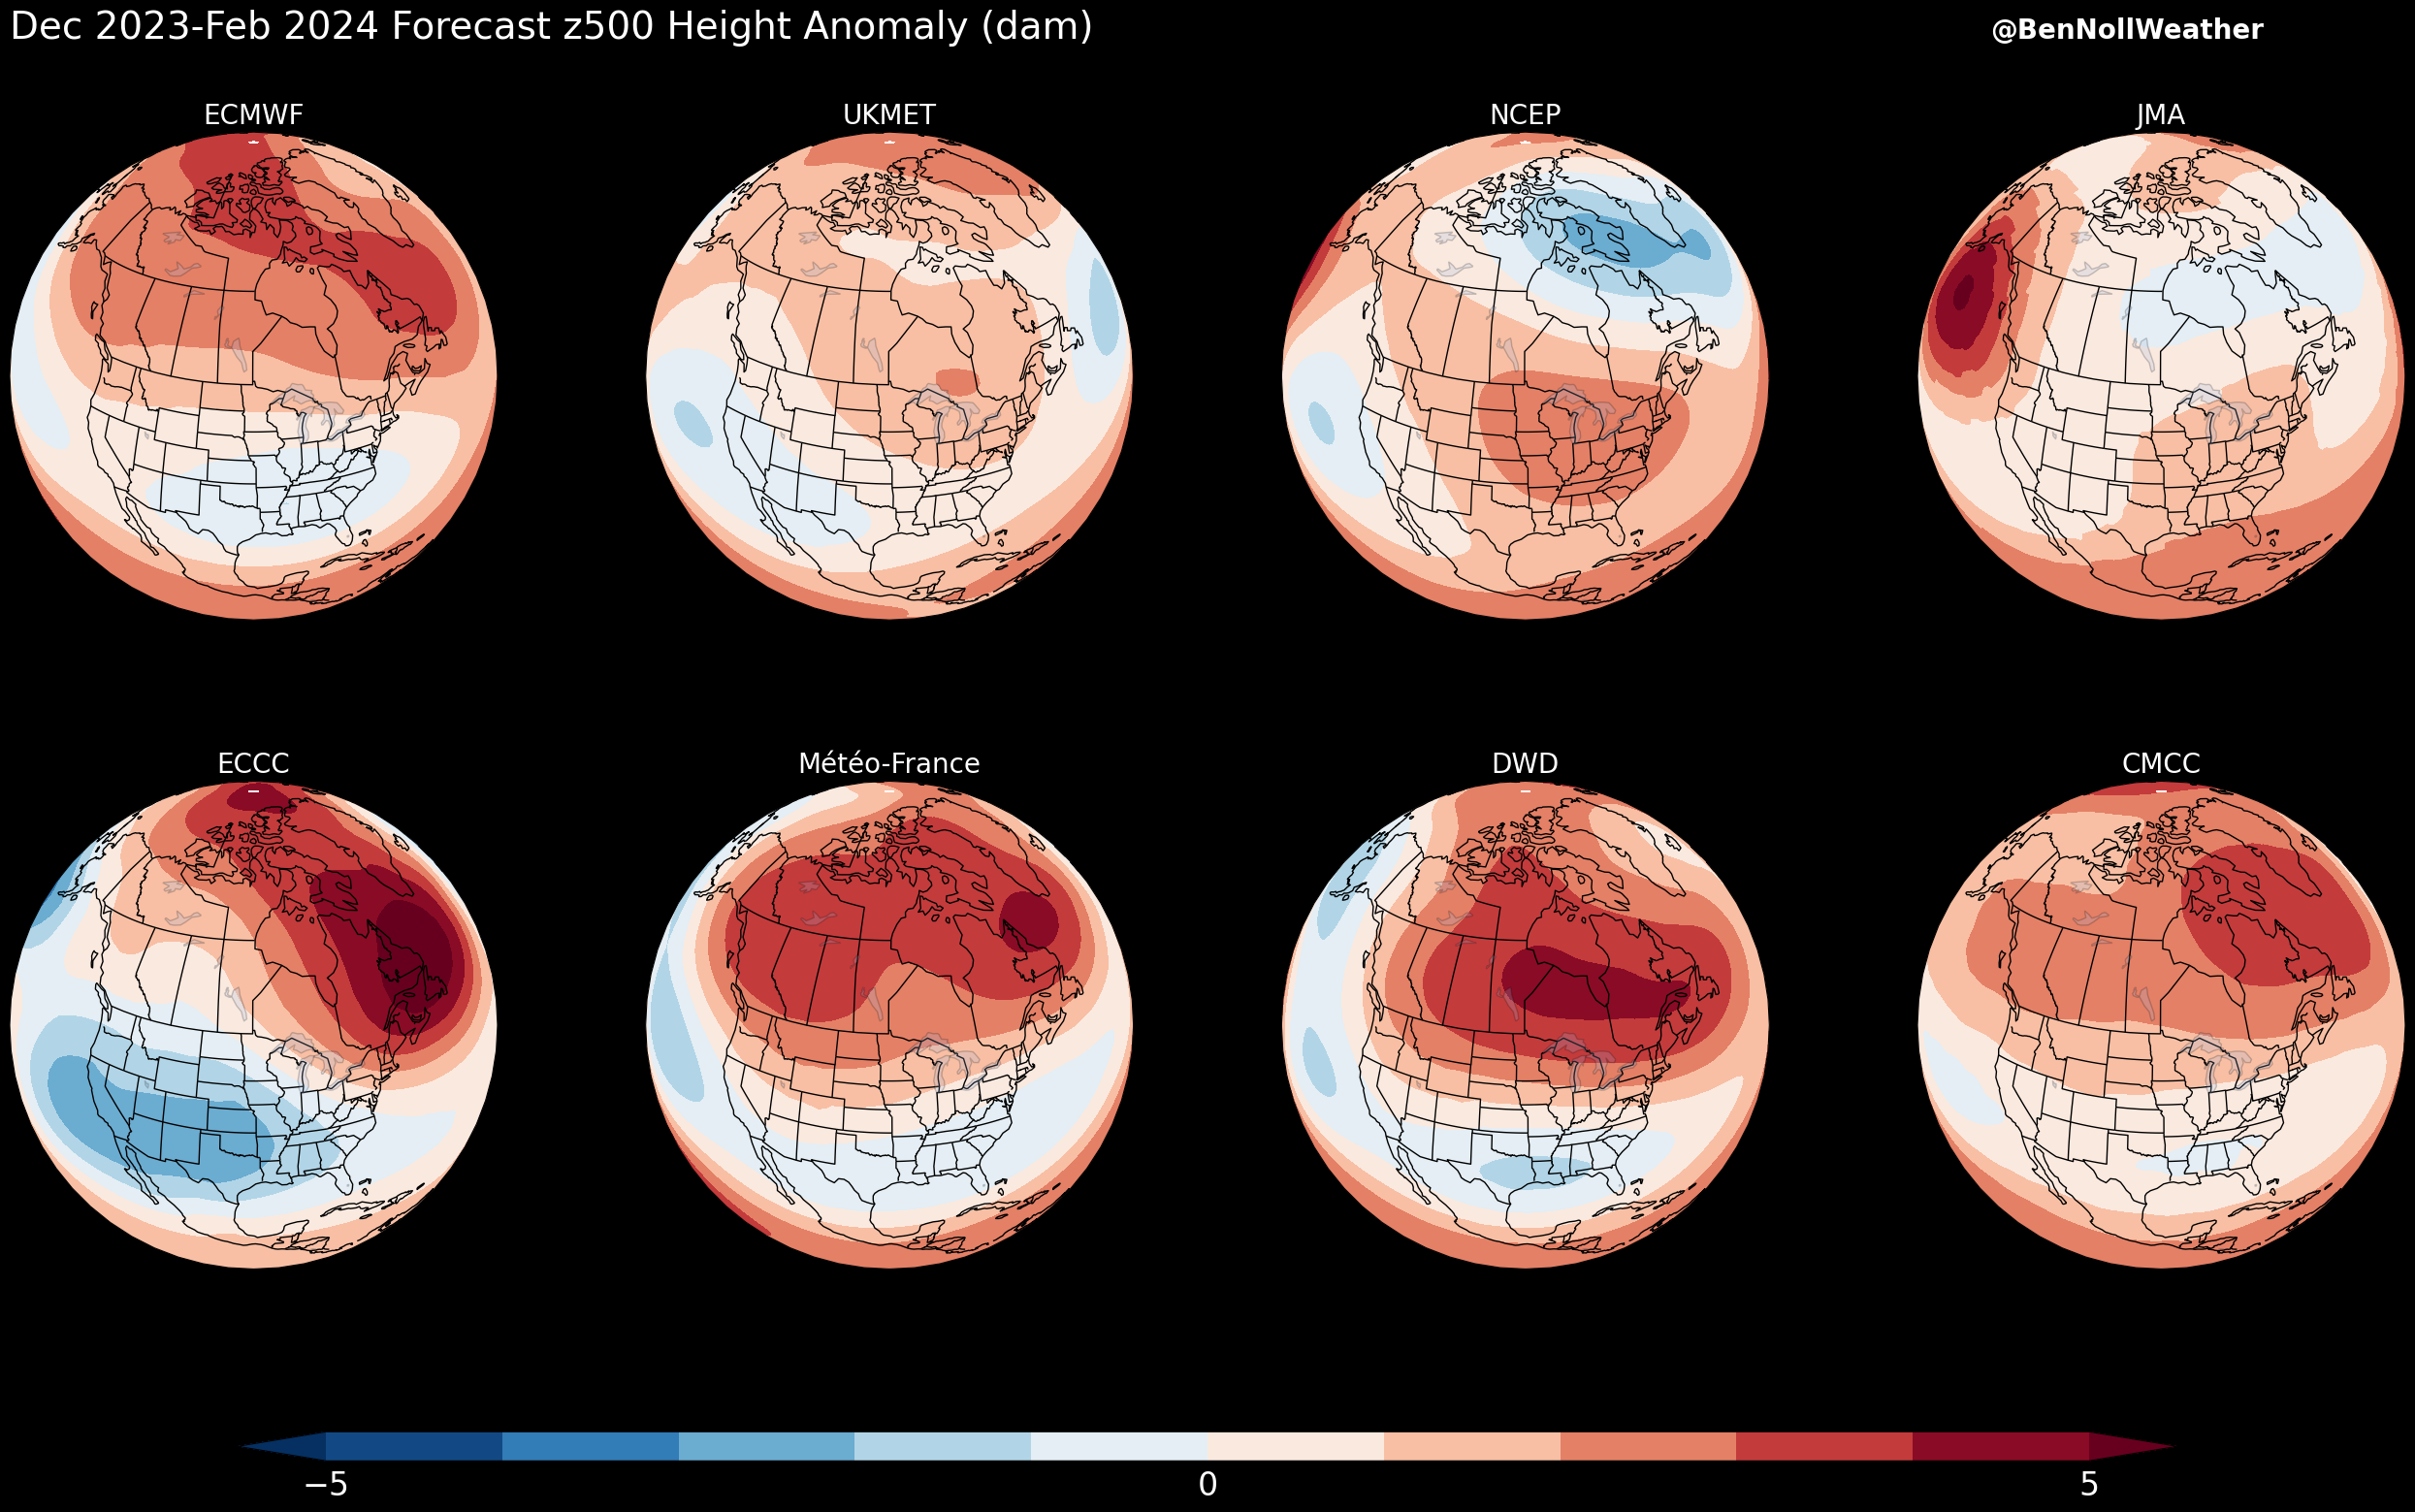 Dec 2023-Feb 2024 Forecast z500 Height Anomaly (dam)
@BenNollWeather
ECMWF
UKMET
NCEP
JMA
ECCC
Météo-France
DWD
CMCC
−5
0
5